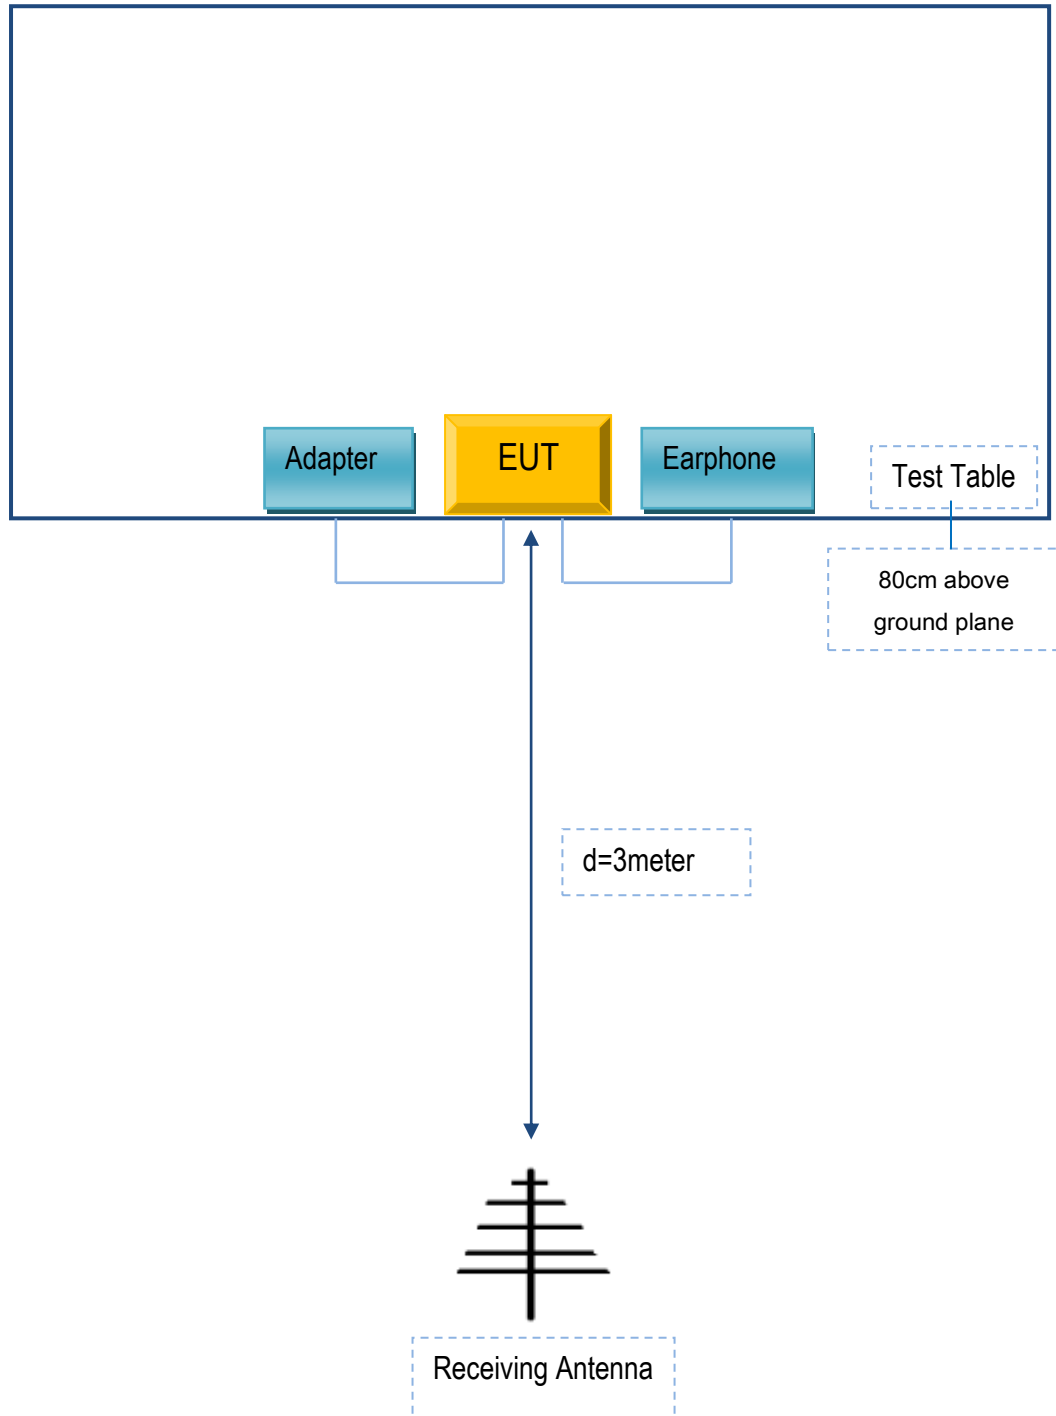 Adapter
EUT
Earphone
Test Table
80cm above
ground plane
d=3meter
Receiving Antenna